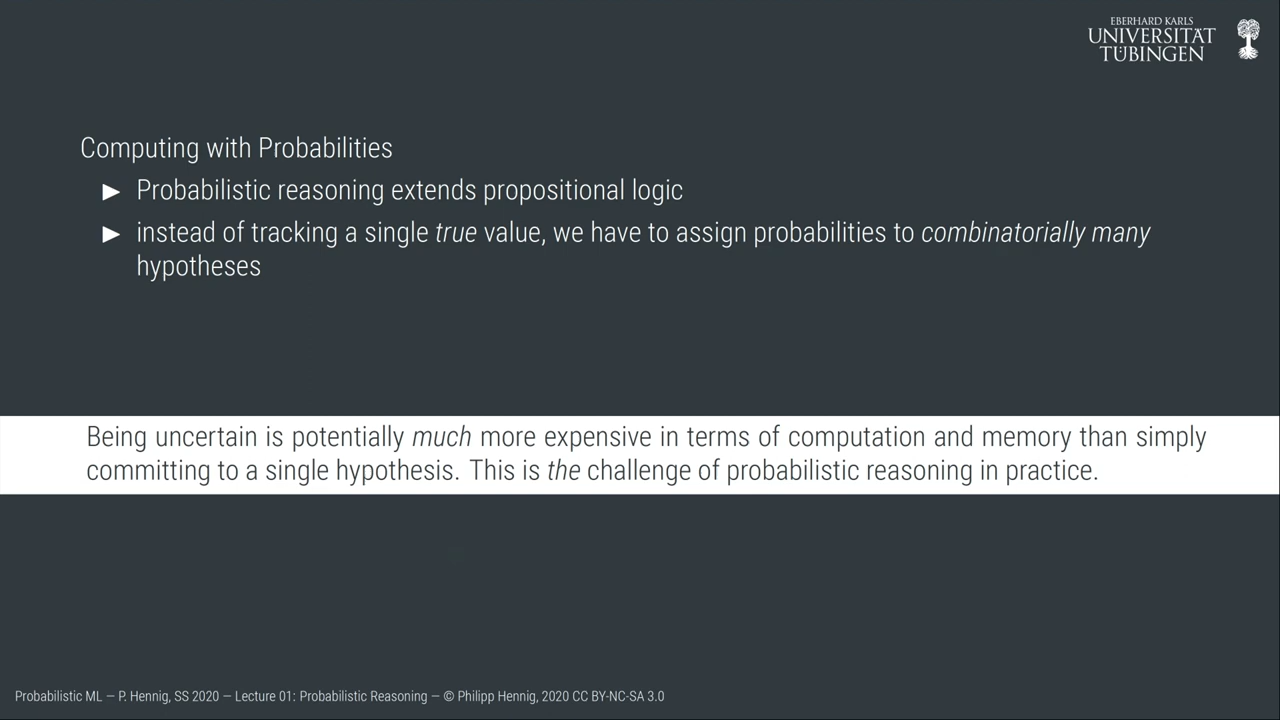 EBERHARD KARLS
UNIVERSITÄT
TÜBINGEN
Computing with Probabilities
▶ Probabilistic reasoning extends propositional logic
▶ instead of tracking a single true value, we have to assign probabilities to combinatorially many
hypotheses
Being uncertain is potentially much more expensive in terms of computation and memory than simply
committing to a single hypothesis. This is the challenge of probabilistic reasoning in practice.
Probabilistic ML — P. Hennig, SS 2020 — Lecture 01: Probabilistic Reasoning — © Philipp Hennig, 2020 CC BY-NC-SA 3.0